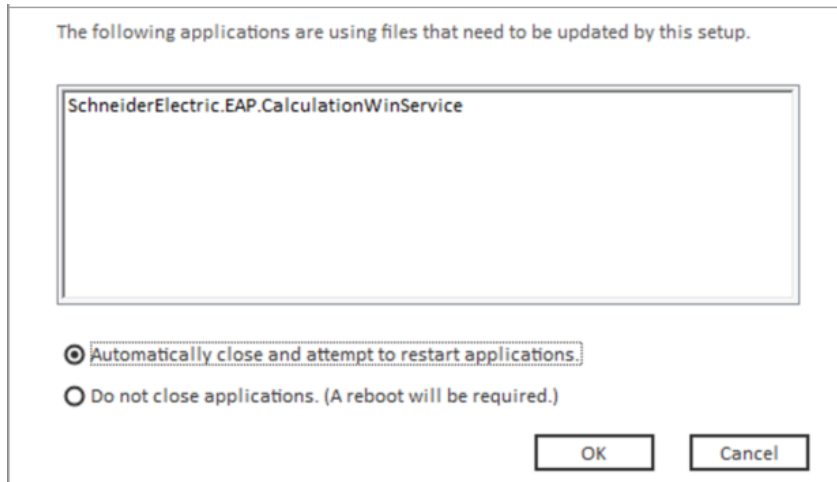 The following applications are using files that need to be updated by this setup.
SchneiderElectric.EAP.CalculationWinService
Automatically close and attempt to restart applications.
Do not close applications. (A reboot will be required.)
OK
Cancel